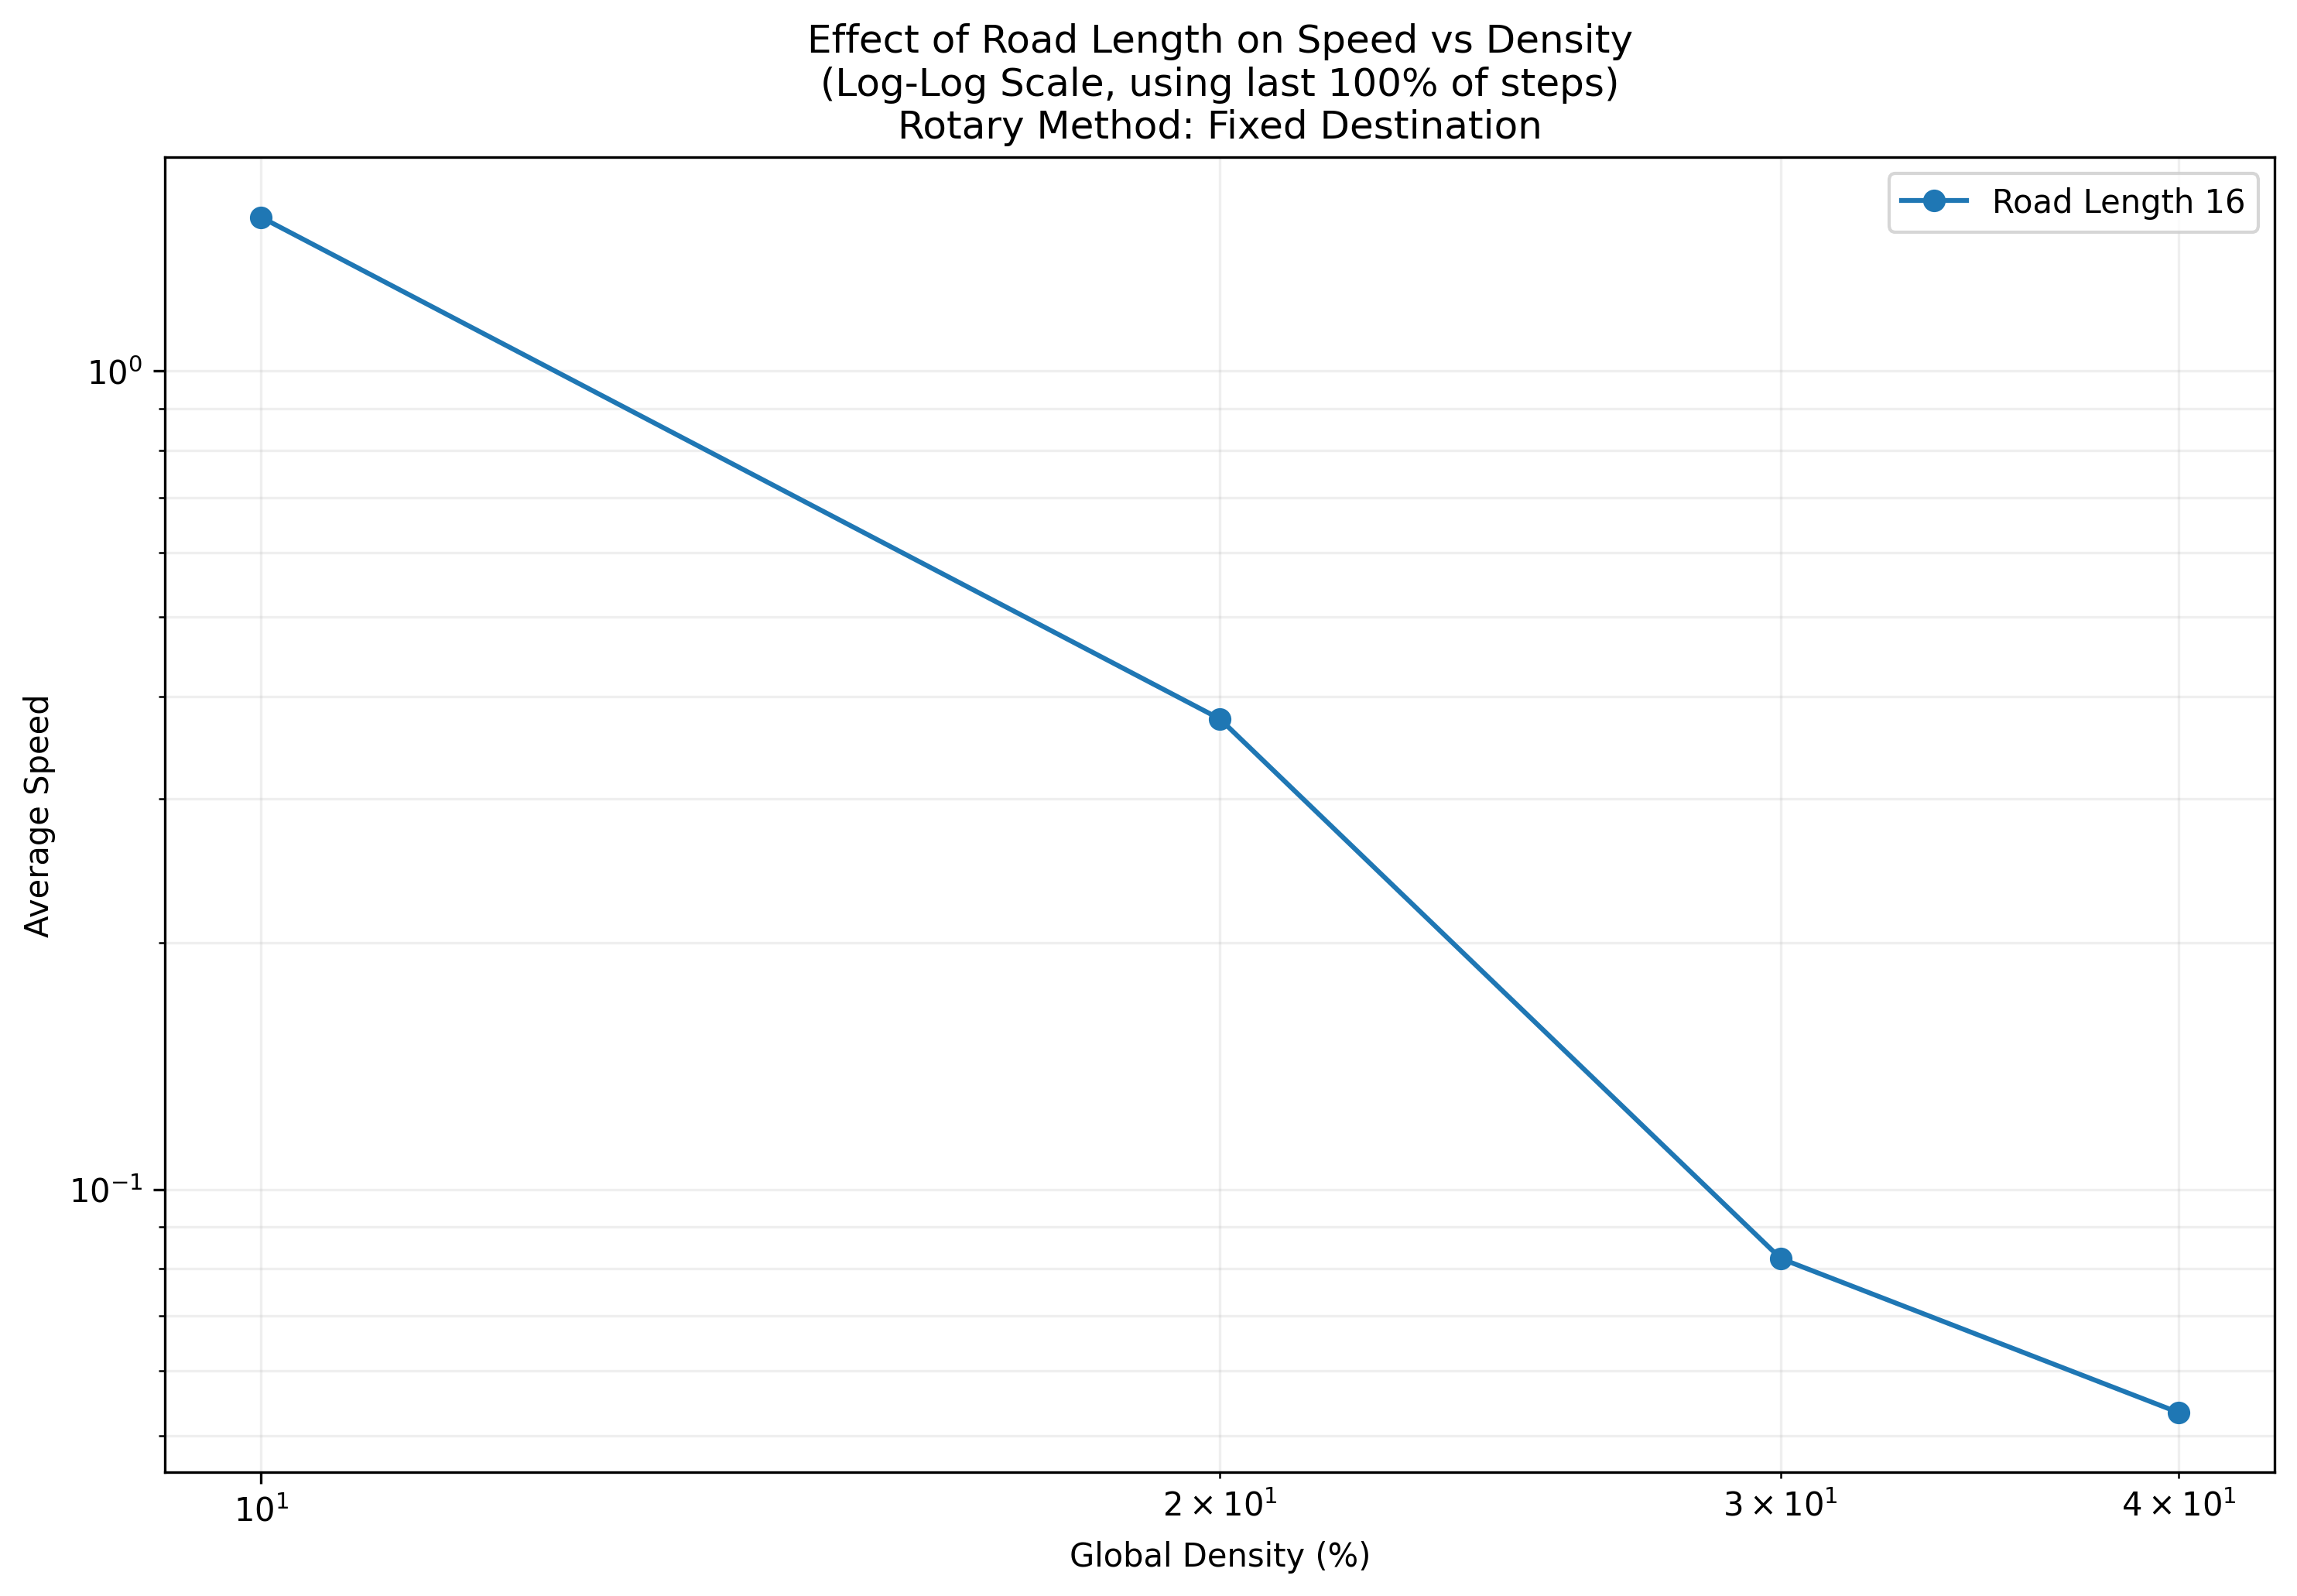 Effect of Road Length on Speed vs Density
(Log-Log Scale, using last 100% of steps)
Rotary Method: Fixed Destination
Road Length 16
10⁰
10⁻¹
Average Speed
10¹
2 × 10¹
3 × 10¹
4 × 10¹
Global Density (%)